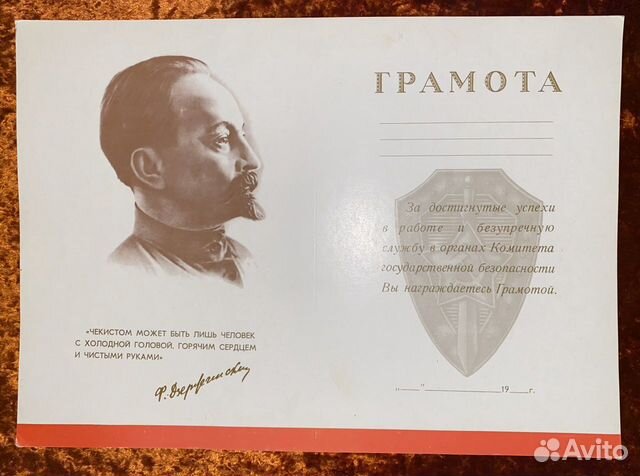 ГРАМОТА
За достигнутые успехи
в работе и безупречную
службу в органах Комитета
государственной безопасности
Вы награждаетесь Грамотой.
„ “ 19 г.
«ЧЕКИСТОМ МОЖЕТ БЫТЬ ЛИШЬ ЧЕЛОВЕК
С ХОЛОДНОЙ ГОЛОВОЙ, ГОРЯЧИМ СЕРДЦЕМ
И ЧИСТЫМИ РУКАМИ»
Ф. Дзержинский
Avito